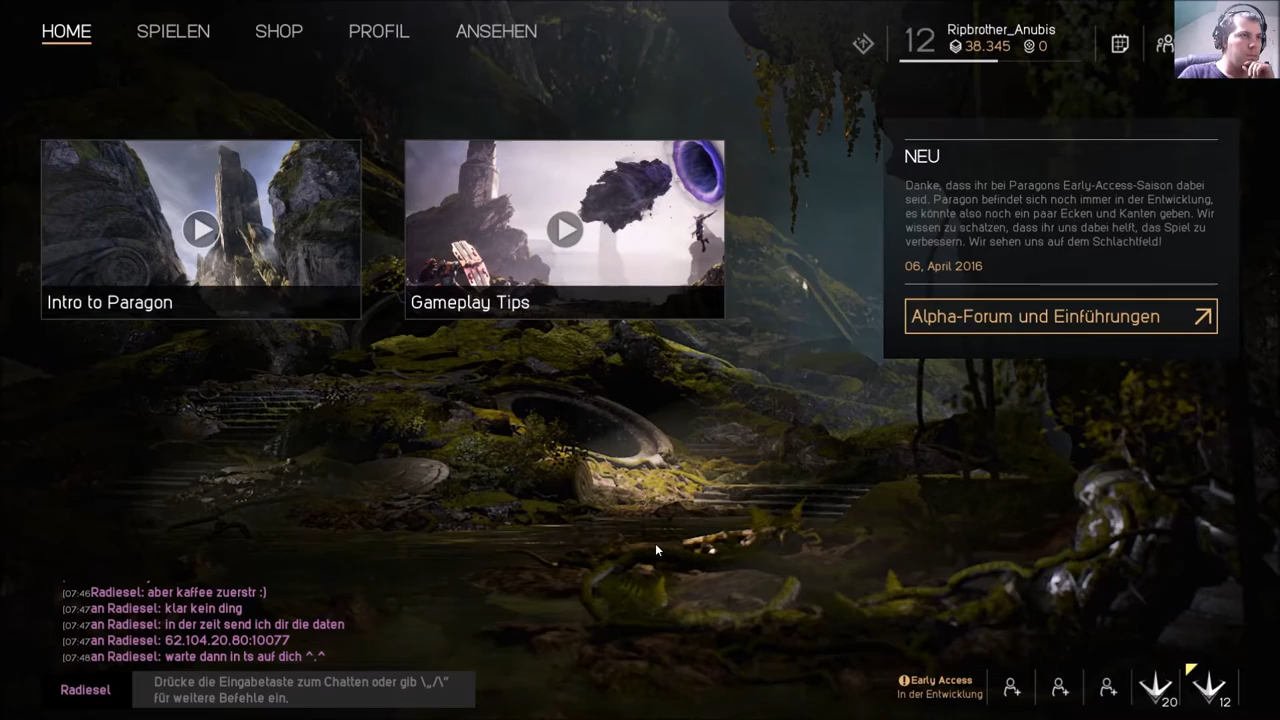 HOME SPIELEN SHOP PROFIL ANSEHEN
12 Ripbrother_Anubis
38.345 0
NEU
Danke, dass ihr bei Paragons Early-Access-Saison dabei
seid. Paragon befindet sich noch immer in der Entwicklung,
es könnte also noch ein paar Ecken und Kanten geben. Wir
wissen zu schätzen, dass ihr uns dabei helft, das Spiel zu
verbessern. Wir sehen uns auf dem Schlachtfeld!
06, April 2016
Alpha-Forum und Einführungen
Intro to Paragon
Gameplay Tips
[07:46 Radiesel: aber kaffee zuerstr :)
[07:47 an Radiesel: klar kein ding
[07:47 an Radiesel: in der zeit send ich dir die daten
[07:47 an Radiesel: 62.104.20.80:10077
[07:48 an Radiesel: warte dann in ts auf dich ^.^
Radiesel
Drücke die Eingabetaste zum Chatten oder gib \„/\“
für weitere Befehle ein.
Early Access
In der Entwicklung
20
12